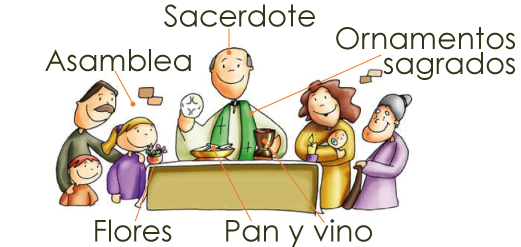 Sacerdote
Asamblea
Ornamentos
sagrados
Flores
Pan y vino